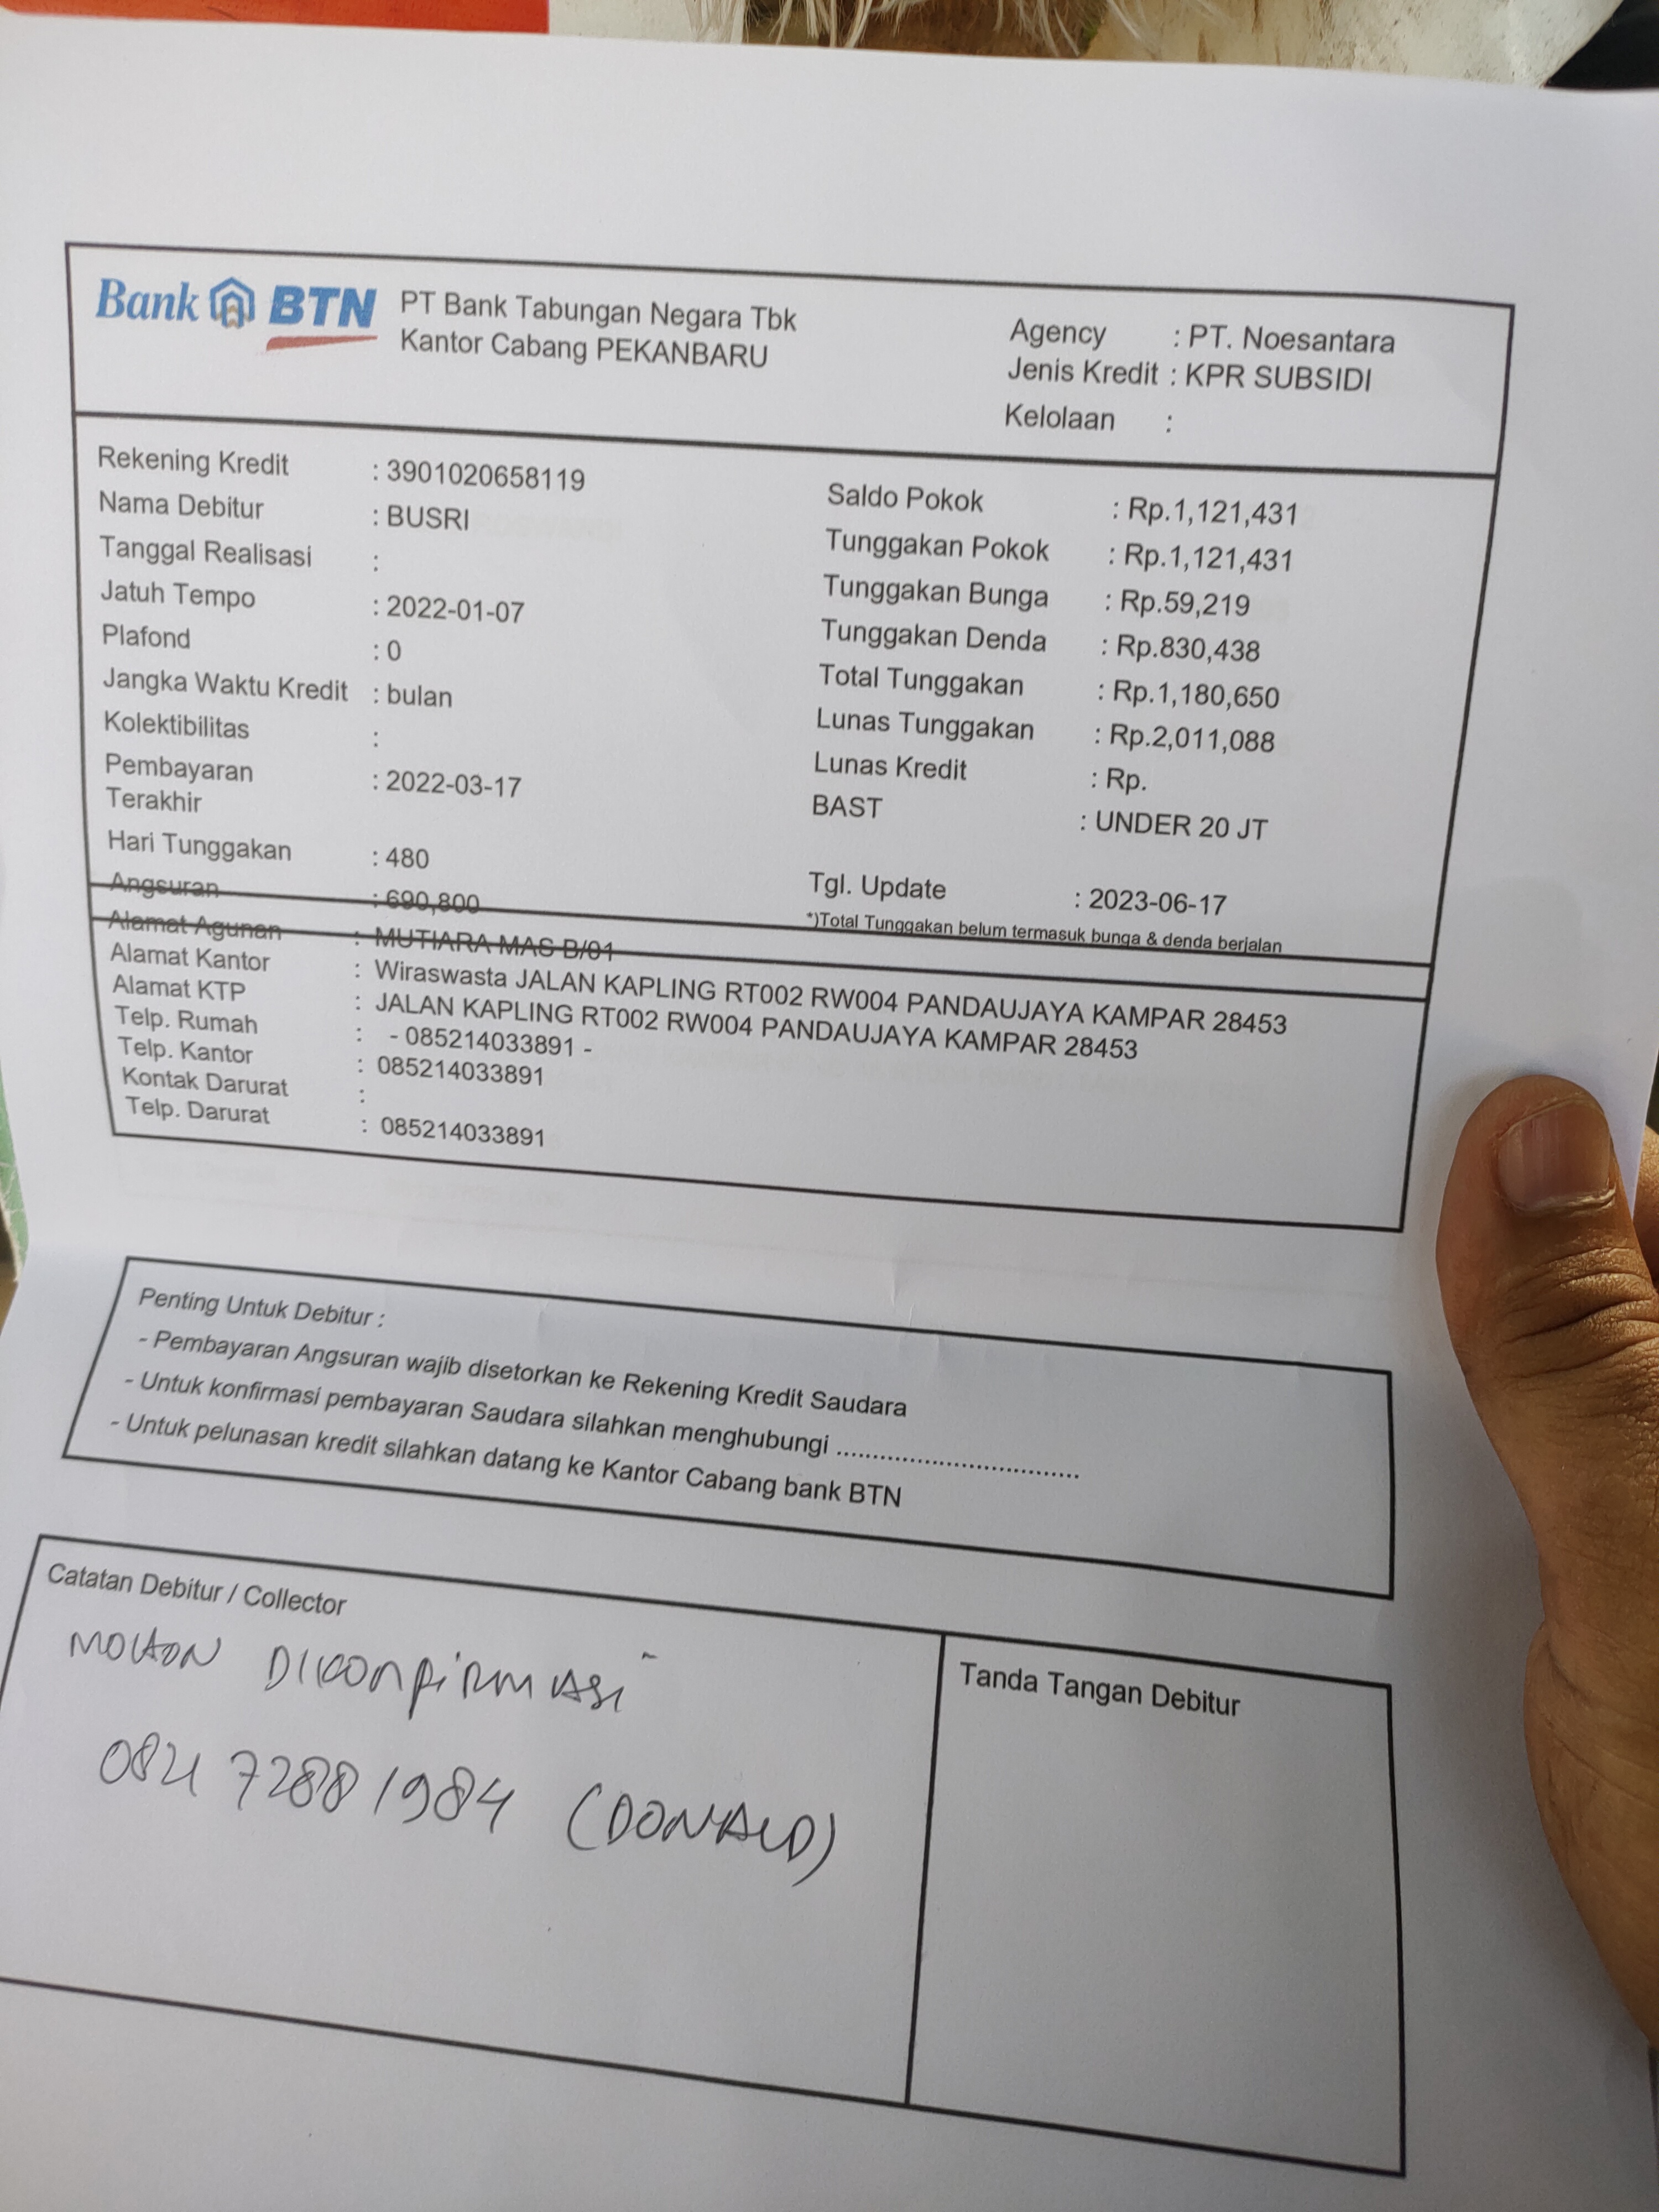 Bank BTN
PT Bank Tabungan Negara Tbk
Kantor Cabang PEKANBARU
Agency : PT. Noesantara
Jenis Kredit : KPR SUBSIDI
Kelolaan :
Rekening Kredit : 3901020658119
Nama Debitur : BUSRI
Tanggal Realisasi :
Jatuh Tempo : 2022-01-07
Plafond : 0
Jangka Waktu Kredit : bulan
Kolektibilitas :
Pembayaran : 2022-03-17
Terakhir
Hari Tunggakan : 480
Angsuran : 690,800
Saldo Pokok : Rp.1,121,431
Tunggakan Pokok : Rp.1,121,431
Tunggakan Bunga : Rp.59,219
Tunggakan Denda : Rp.830,438
Total Tunggakan : Rp.1,180,650
Lunas Tunggakan : Rp.2,011,088
Lunas Kredit : Rp.
BAST : UNDER 20 JT
Tgl. Update : 2023-06-17
*)Total Tunggakan belum termasuk bunga & denda berjalan
Alamat Agunan : MUTIARA MAS B/01
Alamat Kantor : Wiraswasta JALAN KAPLING RT002 RW004 PANDAUJAYA KAMPAR 28453
Alamat KTP : JALAN KAPLING RT002 RW004 PANDAUJAYA KAMPAR 28453
Telp. Rumah : - 085214033891 -
Telp. Kantor : 085214033891
Kontak Darurat :
Telp. Darurat : 085214033891
Penting Untuk Debitur :
- Pembayaran Angsuran wajib disetorkan ke Rekening Kredit Saudara
- Untuk konfirmasi pembayaran Saudara silahkan menghubungi ..................................
- Untuk pelunasan kredit silahkan datang ke Kantor Cabang bank BTN
Catatan Debitur / Collector
MOHON DIKONPIRMASI
0821 7288 1984 (DONALD)
Tanda Tangan Debitur